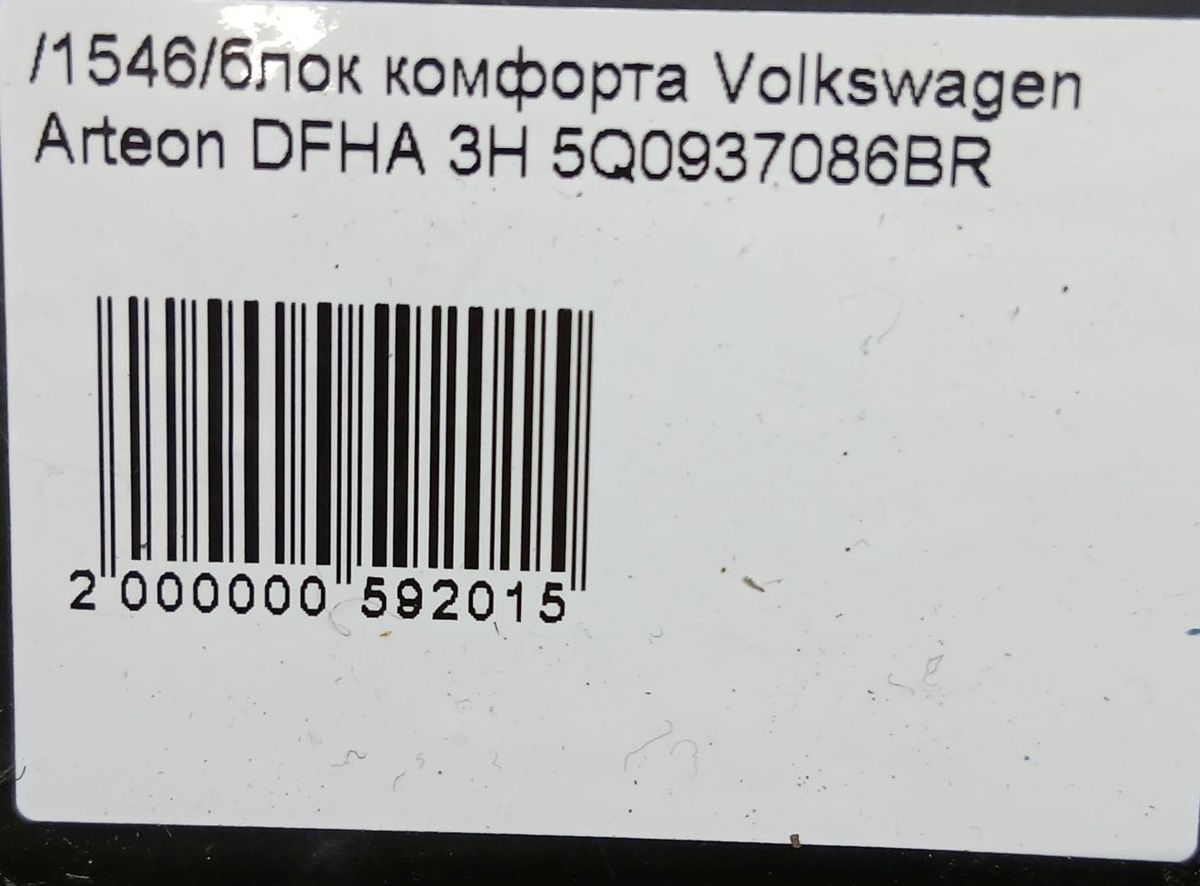 /1546/блок комфорта Volkswagen
Arteon DFHA 3H 5Q0937086BR
2 000000 592015